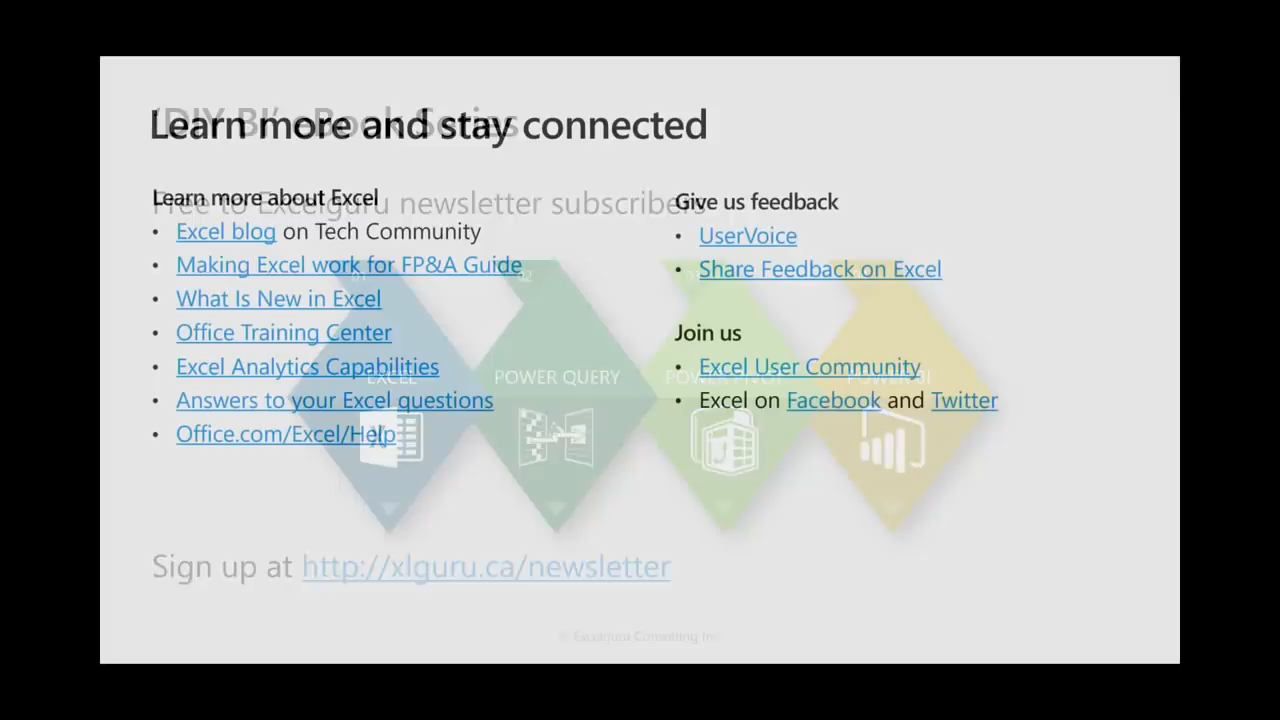 Learn more and stay connected
'DIY BI' eBook Series
Learn more about Excel
Free to Excelguru newsletter subscribers
• Excel blog on Tech Community
• Making Excel work for FP&A Guide
• What Is New in Excel
• Office Training Center
• Excel Analytics Capabilities
• Answers to your Excel questions
• Office.com/Excel/Help
Give us feedback
• UserVoice
• Share Feedback on Excel
Join us
• Excel User Community
• Excel on Facebook and Twitter
01
02
EXCEL
POWER QUERY
POWER PIVOT
POWER BI
Sign up at http://xlguru.ca/newsletter
© Excelguru Consulting Inc.